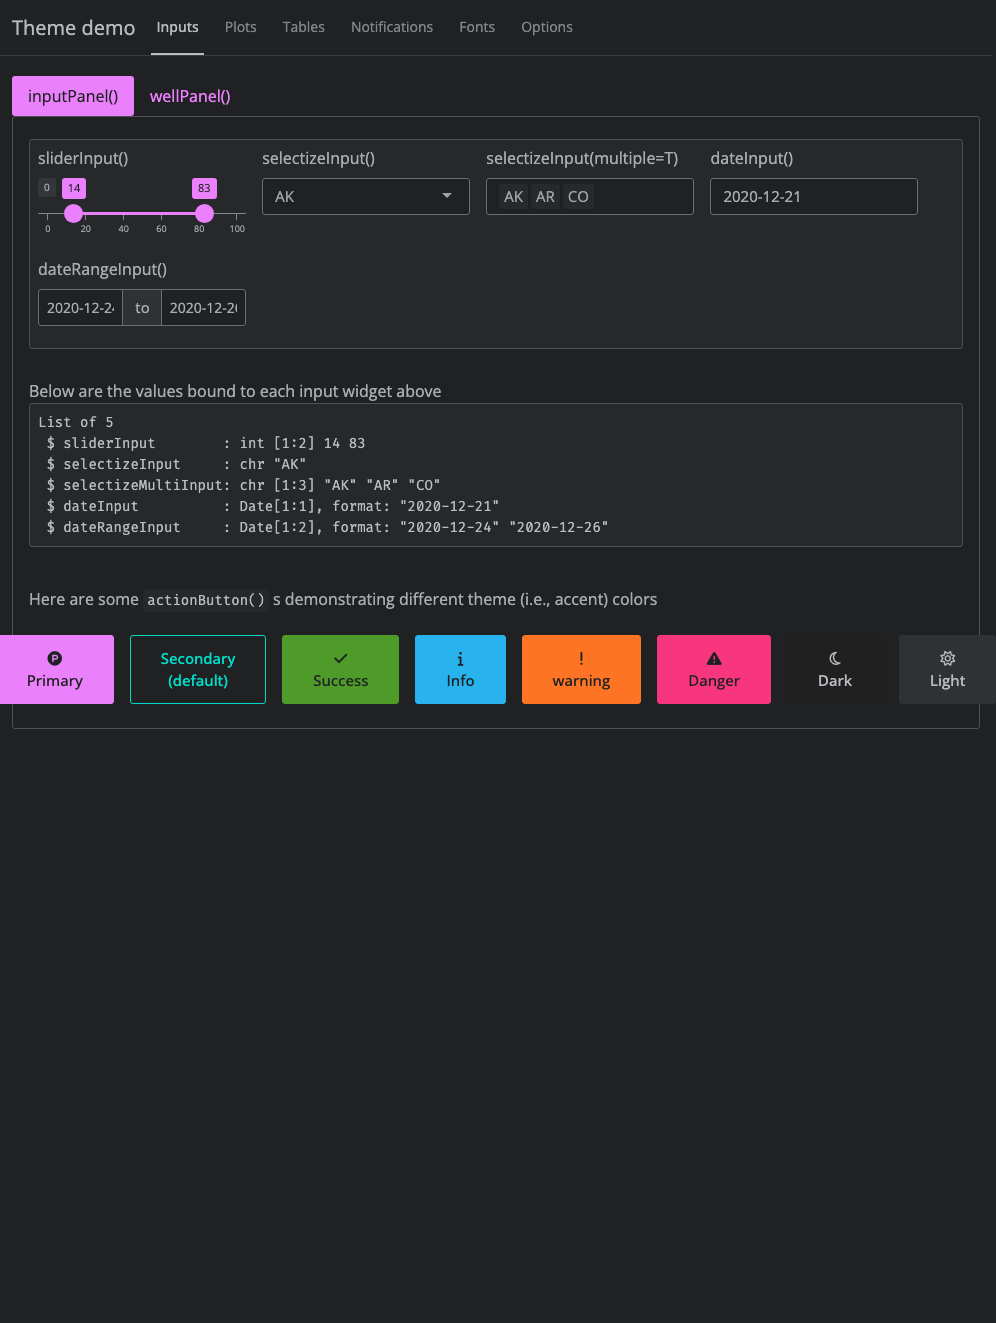 Theme demo Inputs Plots Tables Notifications Fonts Options
inputPanel() wellPanel()
sliderInput() selectizeInput() selectizeInput(multiple=T) dateInput()
0 14 83
AK AK AR CO 2020-12-21
0 20 40 60 80 100
dateRangeInput()
2020-12-24 to 2020-12-26
Below are the values bound to each input widget above
List of 5
$ sliderInput : int [1:2] 14 83
$ selectizeInput : chr "AK"
$ selectizeMultiInput: chr [1:3] "AK" "AR" "CO"
$ dateInput : Date[1:1], format: "2020-12-21"
$ dateRangeInput : Date[1:2], format: "2020-12-24" "2020-12-26"
Here are some actionButton() s demonstrating different theme (i.e., accent) colors
Primary
Secondary
(default)
Success
Info
warning
Danger
Dark
Light